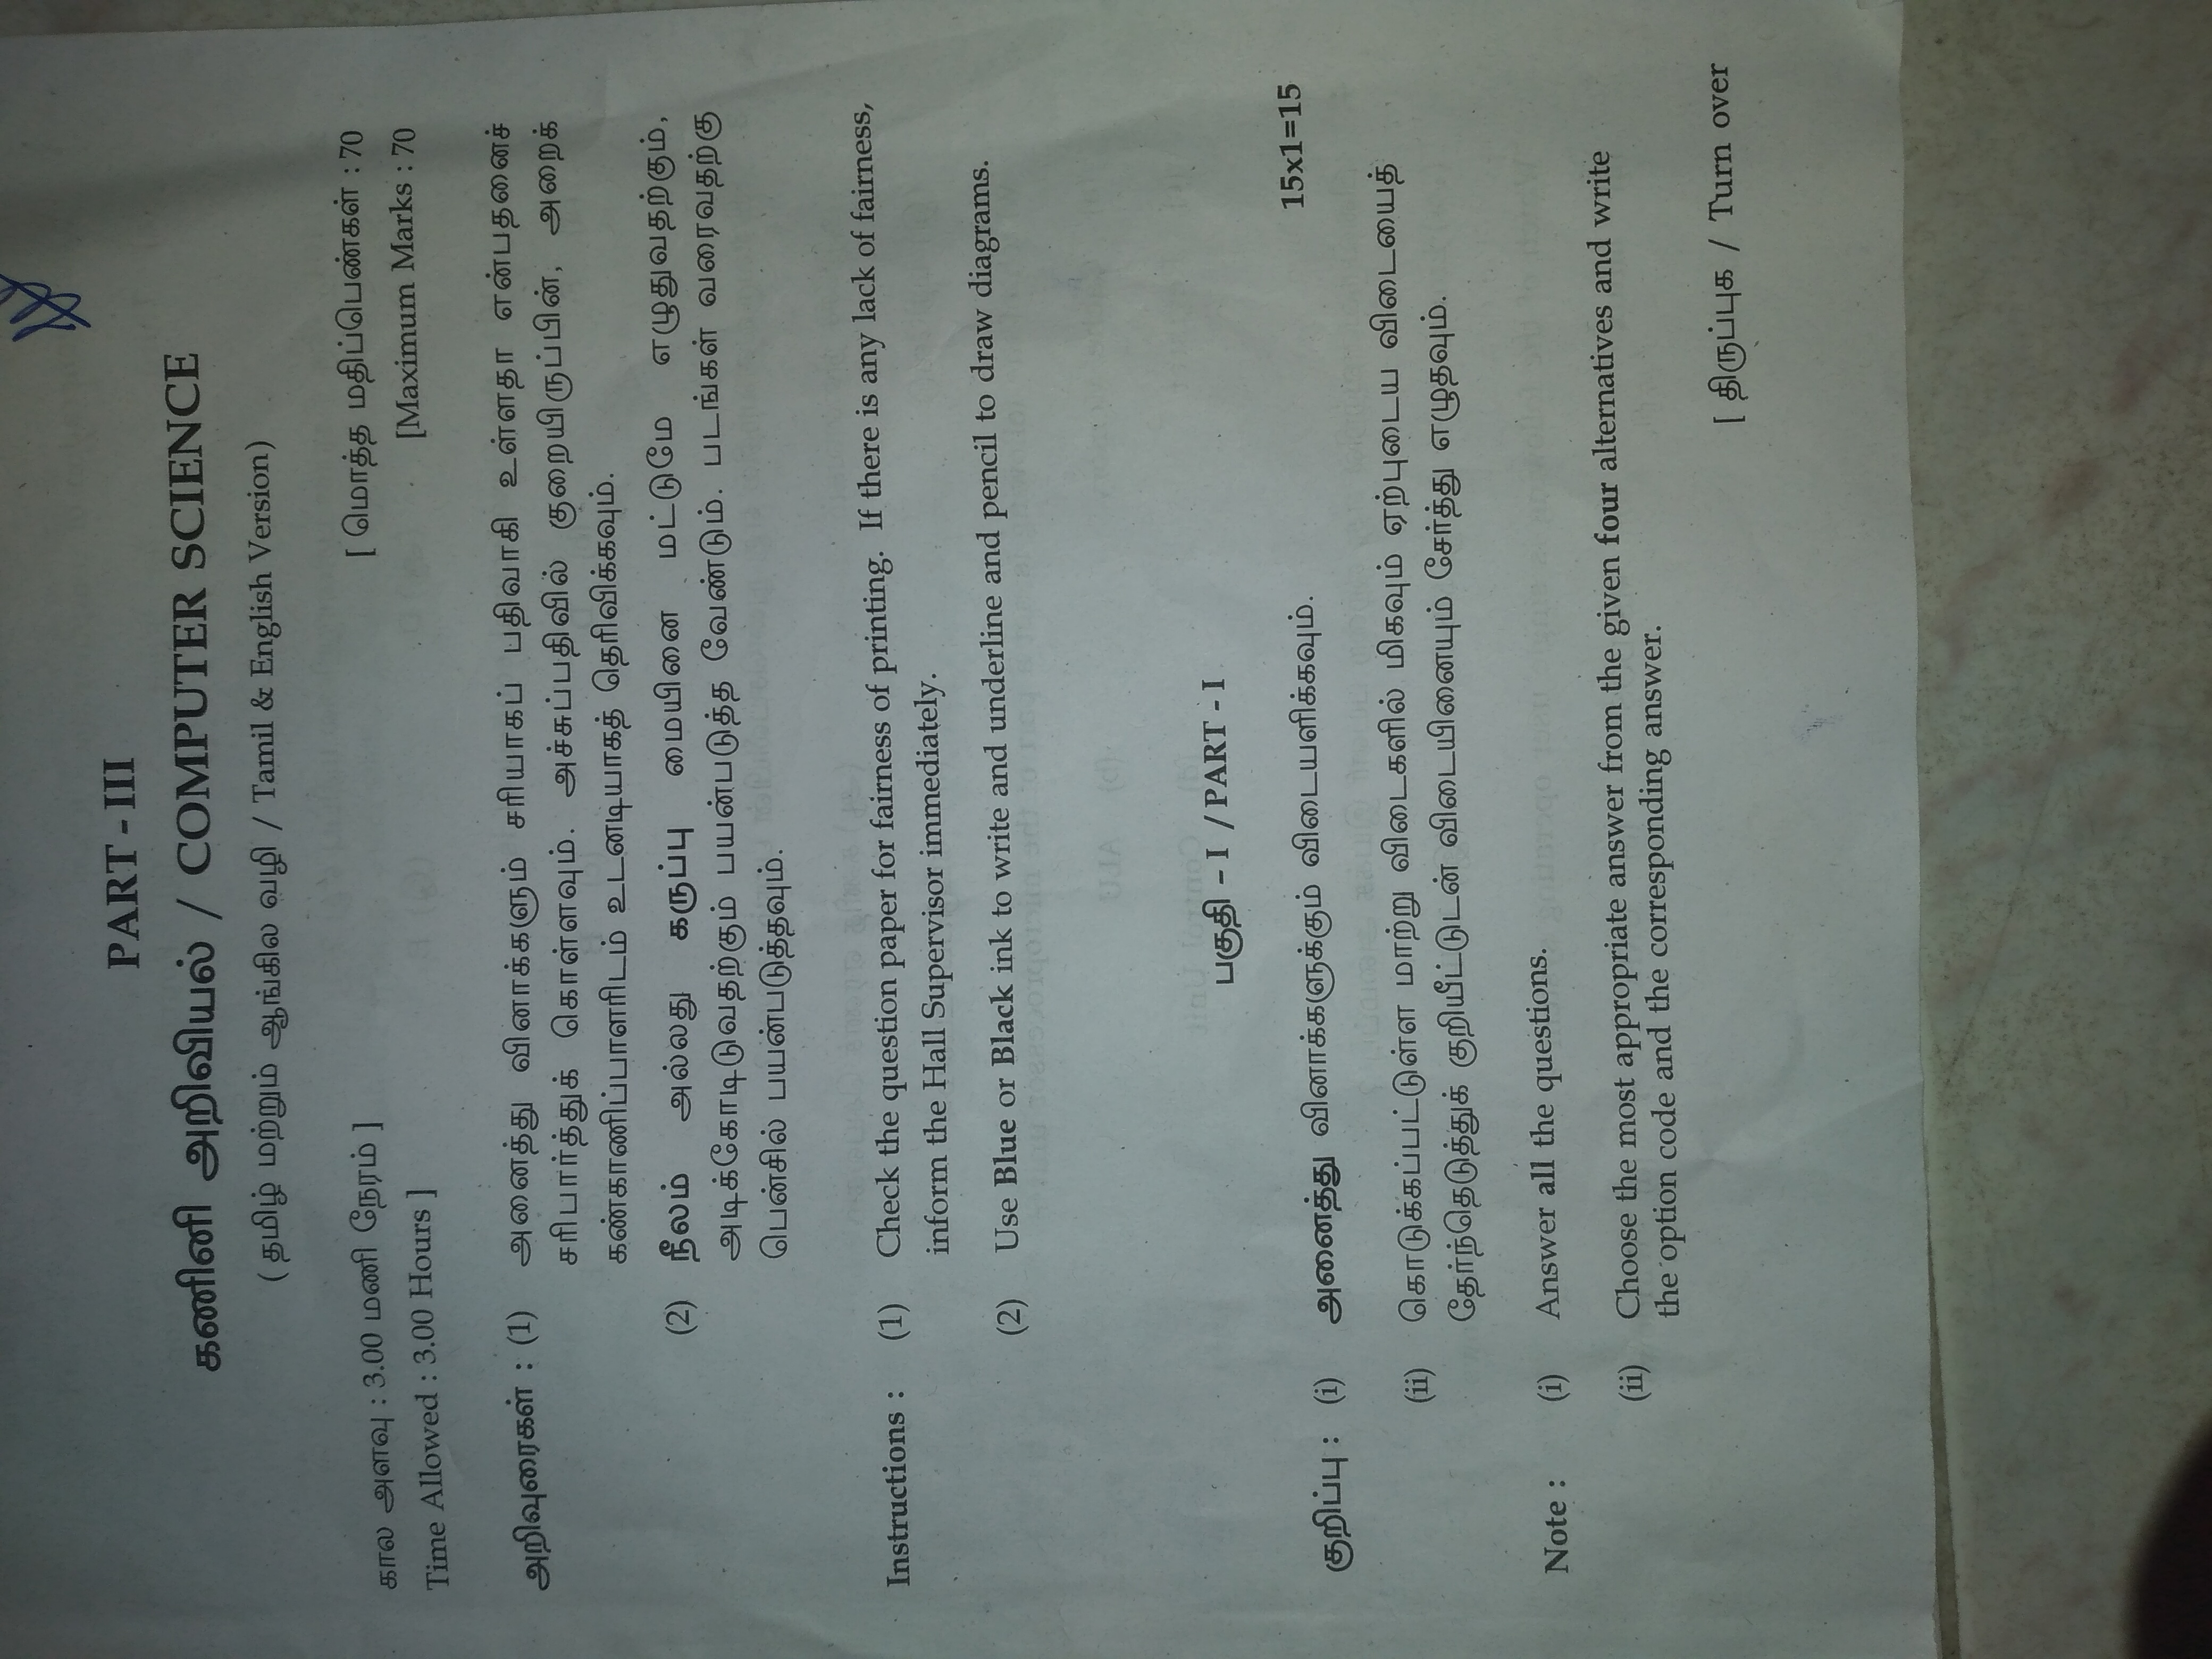 PART - III
கணினி அறிவியல் / COMPUTER SCIENCE
( தமிழ் மற்றும் ஆங்கில வழி / Tamil & English Version)
கால அளவு : 3.00 மணி நேரம் ]
[ மொத்த மதிப்பெண்கள் : 70
Time Allowed : 3.00 Hours ]
[Maximum Marks : 70
அறிவுரைகள் : (1) அனைத்து வினாக்களும் சரியாகப் பதிவாகி உள்ளதா என்பதனைச்
சரிபார்த்துக் கொள்ளவும். அச்சுப்பதிவில் குறையிருப்பின், அறைக்
கண்காணிப்பாளரிடம் உடனடியாகத் தெரிவிக்கவும்.
(2) நீலம் அல்லது கருப்பு மையினை மட்டுமே எழுதுவதற்கும்,
அடிக்கோடிடுவதற்கும் பயன்படுத்த வேண்டும். படங்கள் வரைவதற்கு
பென்சில் பயன்படுத்தவும்.
Instructions : (1) Check the question paper for fairness of printing. If there is any lack of fairness,
inform the Hall Supervisor immediately.
(2) Use Blue or Black ink to write and underline and pencil to draw diagrams.
பகுதி – I / PART - I
குறிப்பு : (i) அனைத்து வினாக்களுக்கும் விடையளிக்கவும். 15x1=15
(ii) கொடுக்கப்பட்டுள்ள மாற்று விடைகளில் மிகவும் ஏற்புடைய விடையைத்
தேர்ந்தெடுத்துக் குறியீட்டுடன் விடையினையும் சேர்த்து எழுதவும்.
Note : (i) Answer all the questions.
(ii) Choose the most appropriate answer from the given four alternatives and write
the option code and the corresponding answer.
[ திருப்புக / Turn over